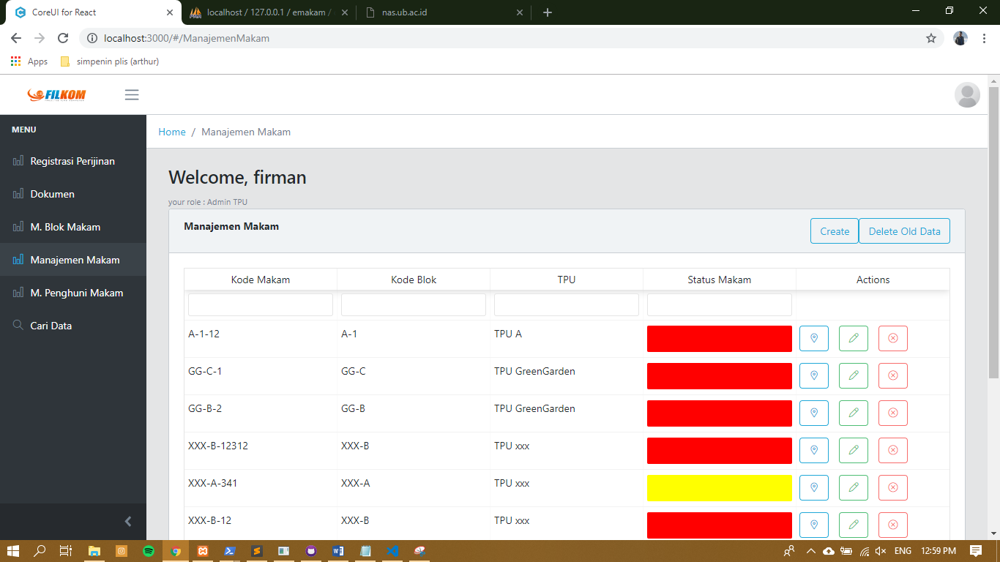 CoreUI for React
localhost / 127.0.0.1 / emakam /
nas.ub.ac.id
localhost:3000/#/ManajemenMakam
Apps
simpenin plis (arthur)
FILKOM
MENU
Registrasi Perijinan
Dokumen
M. Blok Makam
Manajemen Makam
M. Penghuni Makam
Cari Data
Home / Manajemen Makam
Welcome, firman
your role : Admin TPU
Manajemen Makam
Create
Delete Old Data
Kode Makam Kode Blok TPU Status Makam Actions
A-1-12 A-1 TPU A
GG-C-1 GG-C TPU GreenGarden
GG-B-2 GG-B TPU GreenGarden
XXX-B-12312 XXX-B TPU xxx
XXX-A-341 XXX-A TPU xxx
XXX-B-12 XXX-B TPU xxx
ENG 12:59 PM